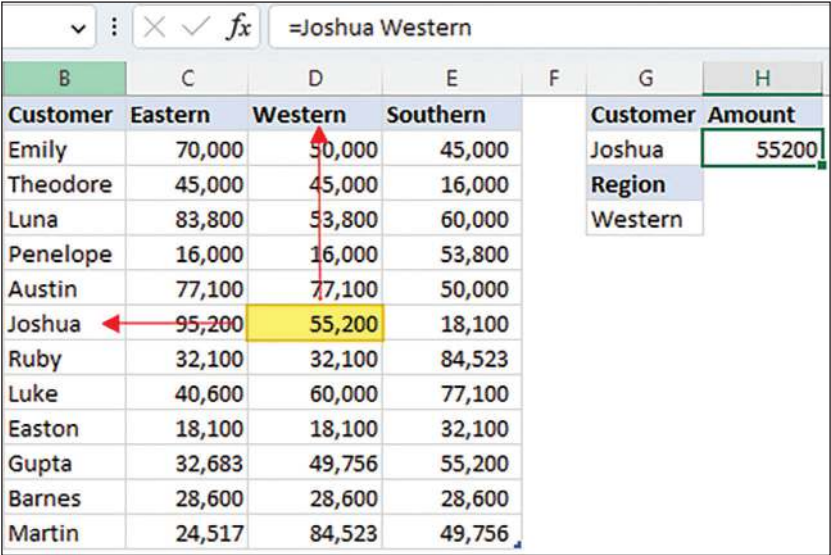 fx =Joshua Western
B C D E F G H
Customer Eastern Western Southern Customer Amount
Emily 70,000 50,000 45,000 Joshua 55200
Theodore 45,000 45,000 16,000 Region
Luna 83,800 53,800 60,000 Western
Penelope 16,000 16,000 53,800
Austin 77,100 77,100 50,000
Joshua 95,200 55,200 18,100
Ruby 32,100 32,100 84,523
Luke 40,600 60,000 77,100
Easton 18,100 18,100 32,100
Gupta 32,683 49,756 55,200
Barnes 28,600 28,600 28,600
Martin 24,517 84,523 49,756